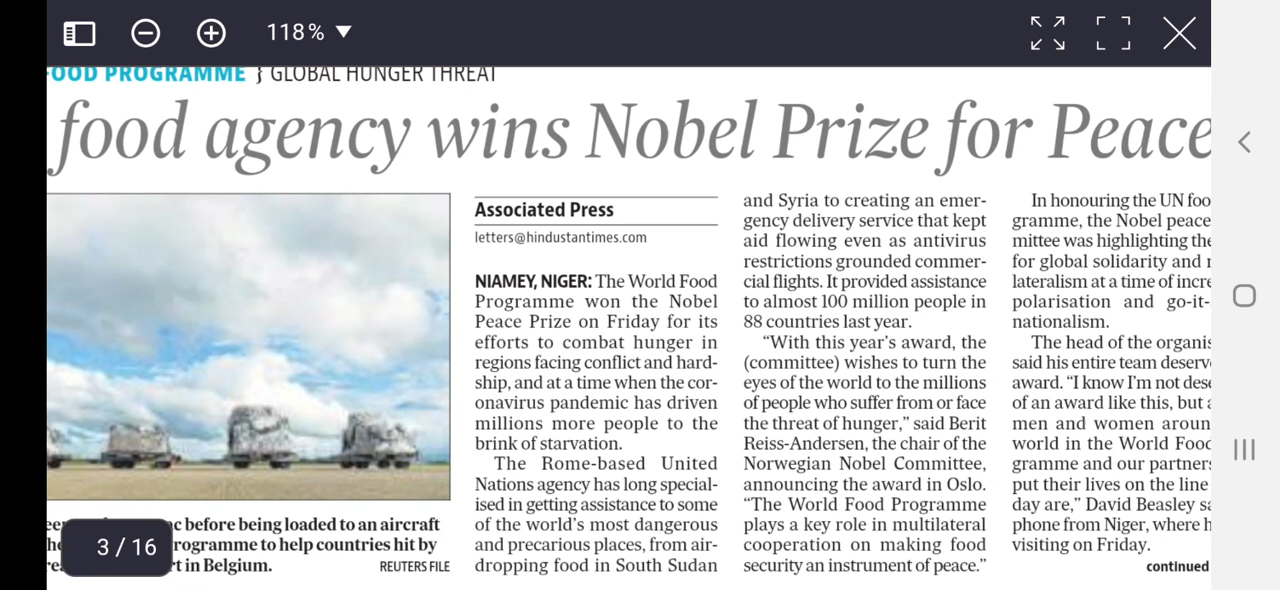 118%
FOOD PROGRAMME } GLOBAL HUNGER THREAT
food agency wins Nobel Prize for Peace
before being loaded to an aircraft
rogramme to help countries hit by
t in Belgium. REUTERS FILE
3 / 16
Associated Press
letters@hindustantimes.com
NIAMEY, NIGER: The World Food
Programme won the Nobel
Peace Prize on Friday for its
efforts to combat hunger in
regions facing conflict and hard-
ship, and at a time when the cor-
onavirus pandemic has driven
millions more people to the
brink of starvation.
The Rome-based United
Nations agency has long special-
ised in getting assistance to some
of the world's most dangerous
and precarious places, from air-
dropping food in South Sudan
and Syria to creating an emer-
gency delivery service that kept
aid flowing even as antivirus
restrictions grounded commer-
cial flights. It provided assistance
to almost 100 million people in
88 countries last year.
“With this year's award, the
(committee) wishes to turn the
eyes of the world to the millions
of people who suffer from or face
the threat of hunger,” said Berit
Reiss-Andersen, the chair of the
Norwegian Nobel Committee,
announcing the award in Oslo.
“The World Food Programme
plays a key role in multilateral
cooperation on making food
security an instrument of peace.”
In honouring the UN foo
gramme, the Nobel peace
mittee was highlighting the
for global solidarity and
lateralism at a time of incre
polarisation and go-it-
nationalism.
The head of the organis
said his entire team deserv
award. “I know I'm not dese
of an award like this, but a
men and women aroun
world in the World Food
gramme and our partners
put their lives on the line
day are,” David Beasley sa
phone from Niger, where h
visiting on Friday.
continued